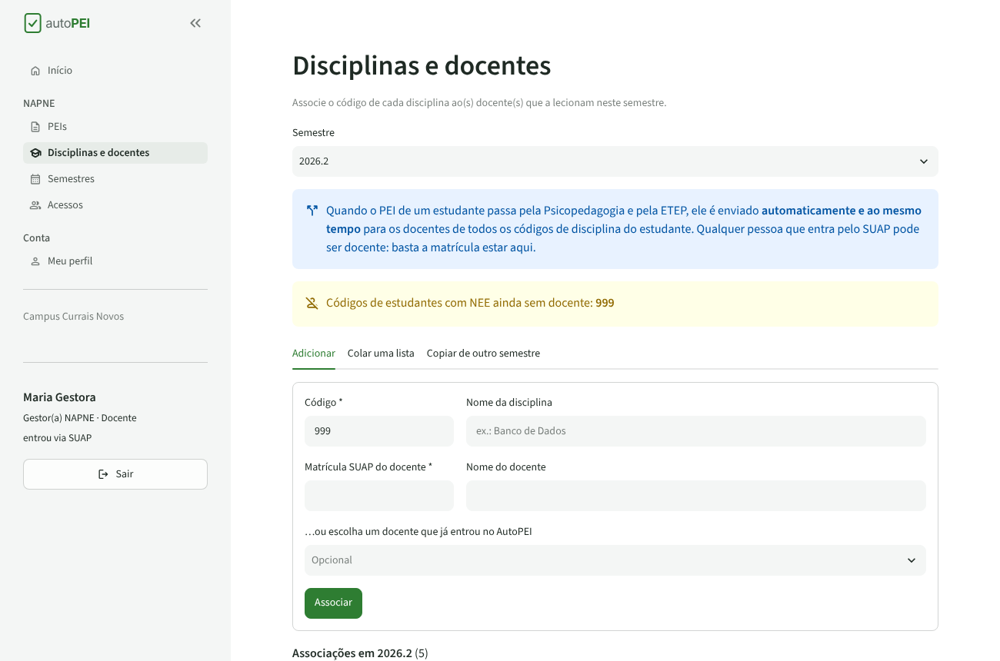 autoPEI
Início
NAPNE
PEIs
Disciplinas e docentes
Semestres
Acessos
Conta
Meu perfil
Campus Currais Novos
Maria Gestora
Gestor(a) NAPNE · Docente
entrou via SUAP
Sair
Disciplinas e docentes
Associe o código de cada disciplina ao(s) docente(s) que a lecionam neste semestre.
Semestre
2026.2
Quando o PEI de um estudante passa pela Psicopedagogia e pela ETEP, ele é enviado automaticamente e ao mesmo
tempo para os docentes de todos os códigos de disciplina do estudante. Qualquer pessoa que entra pelo SUAP pode
ser docente: basta a matrícula estar aqui.
Códigos de estudantes com NEE ainda sem docente: 999
Adicionar Colar uma lista Copiar de outro semestre
Código * Nome da disciplina
999 ex.: Banco de Dados
Matrícula SUAP do docente * Nome do docente
…ou escolha um docente que já entrou no AutoPEI
Opcional
Associar
Associações em 2026.2 (5)